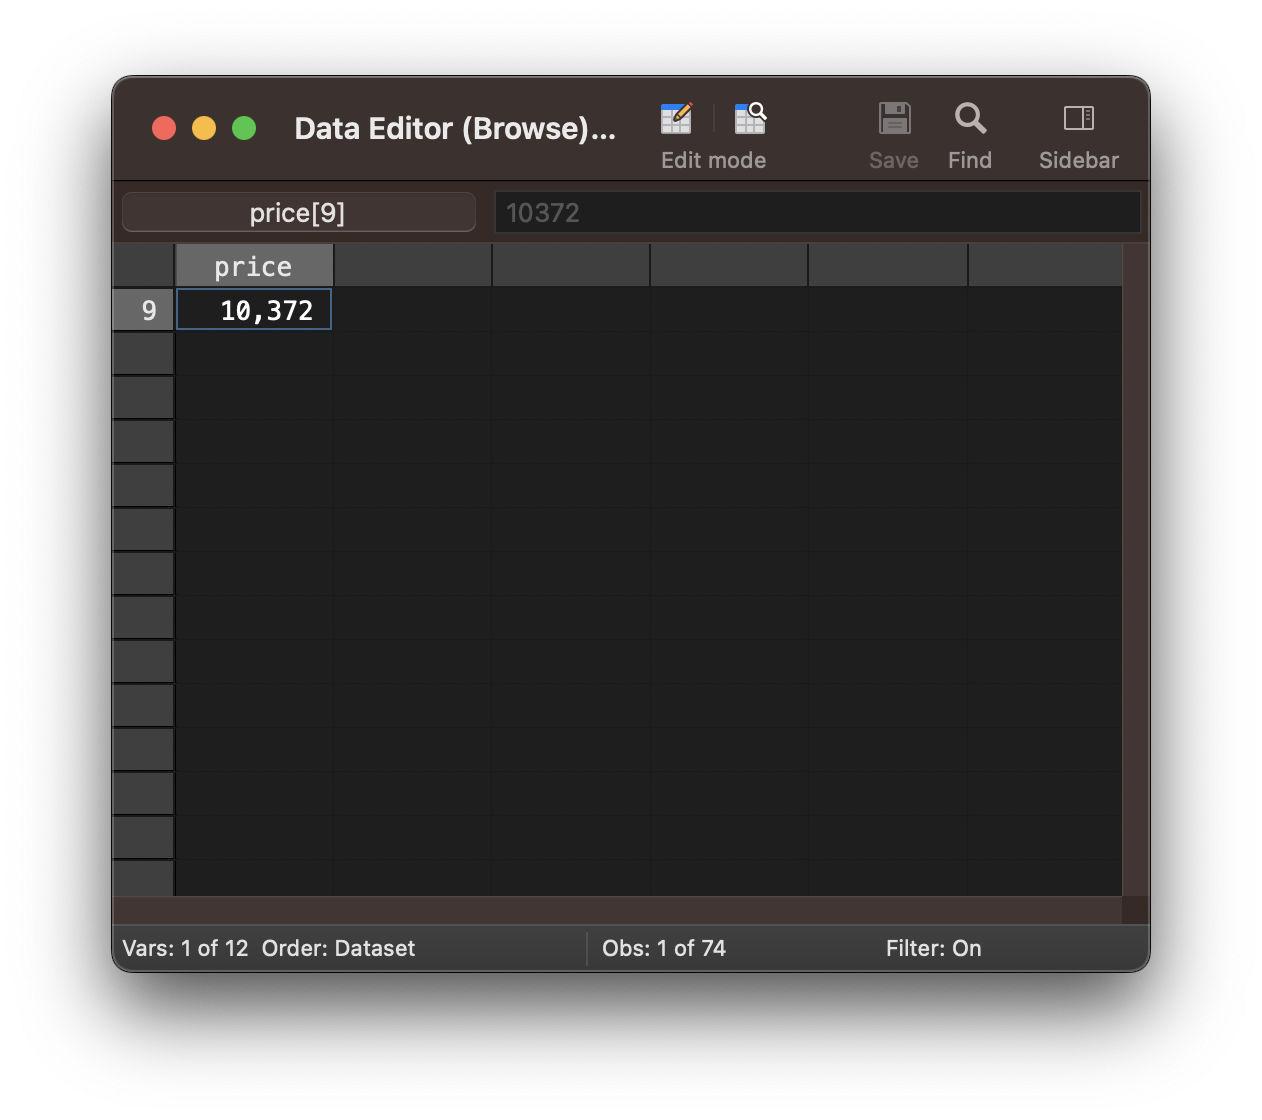 Data Editor (Browse)...
Edit mode
Save
Find
Sidebar
price[9]
10372
price
9
10,372
Vars: 1 of 12 Order: Dataset
Obs: 1 of 74
Filter: On